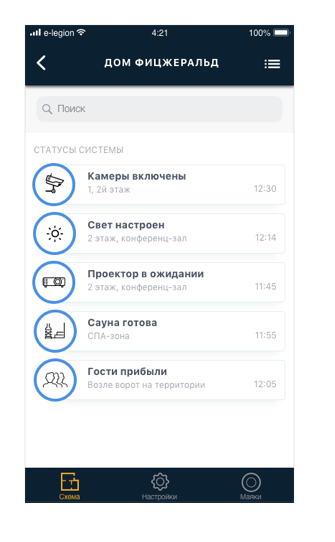 e-legion 4:21 100%
ДОМ ФИЦЖЕРАЛЬД
Поиск
СТАТУСЫ СИСТЕМЫ
Камеры включены
1, 2й этаж 12:30
Свет настроен
2 этаж, конференц-зал 12:14
Проектор в ожидании
2 этаж, конференц-зал 11:45
Сауна готова
СПА-зона 11:55
Гости прибыли
Возле ворот на территории 12:05
Схема Настройки Маяки